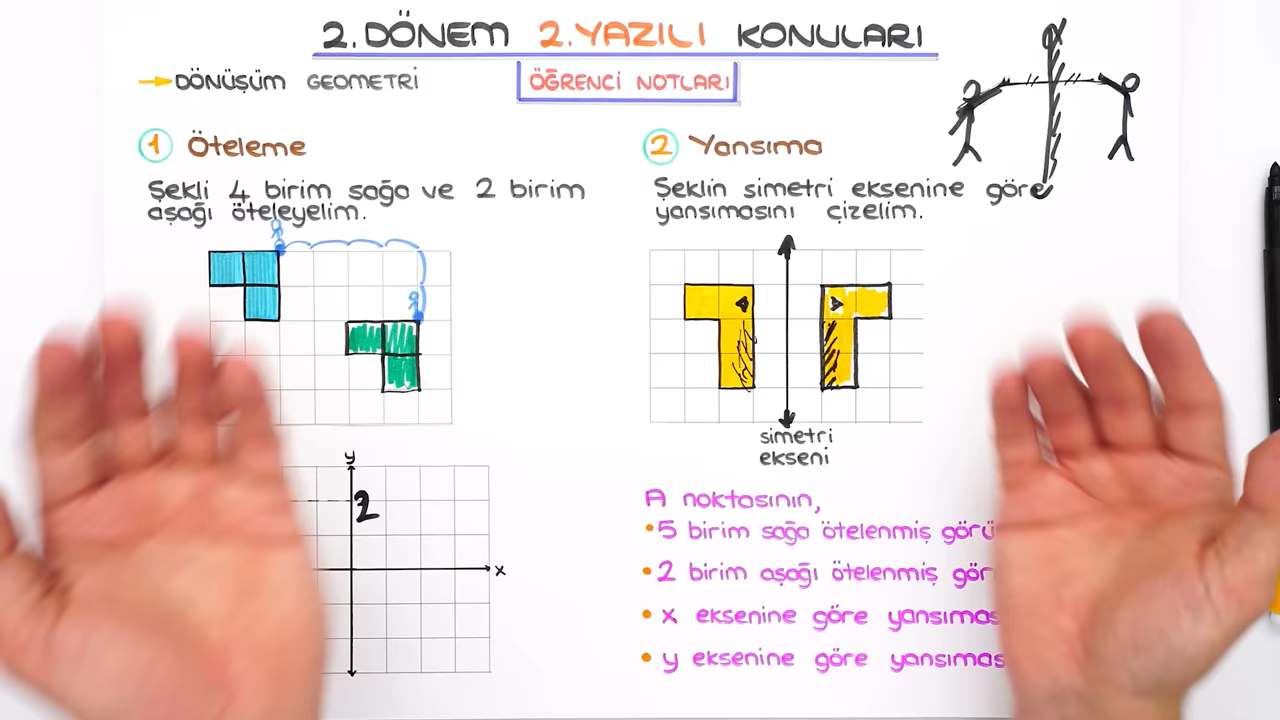 2.DÖNEM 2.YAZILI KONULARI
→DÖNÜŞÜM GEOMETRİ
ÖĞRENCİ NOTLARI
1 Öteleme
Şekli 4 birim sağa ve 2 birim
aşağı öteleyelim.
2 Yansıma
Şeklin simetri eksenine göre
yansımasını çizelim.
simetri
ekseni
y
2
x
A noktasının,
•5 birim sağa ötelenmiş
•2 birim aşağı ötelenmiş
•x eksenine göre
•y eksenine göre